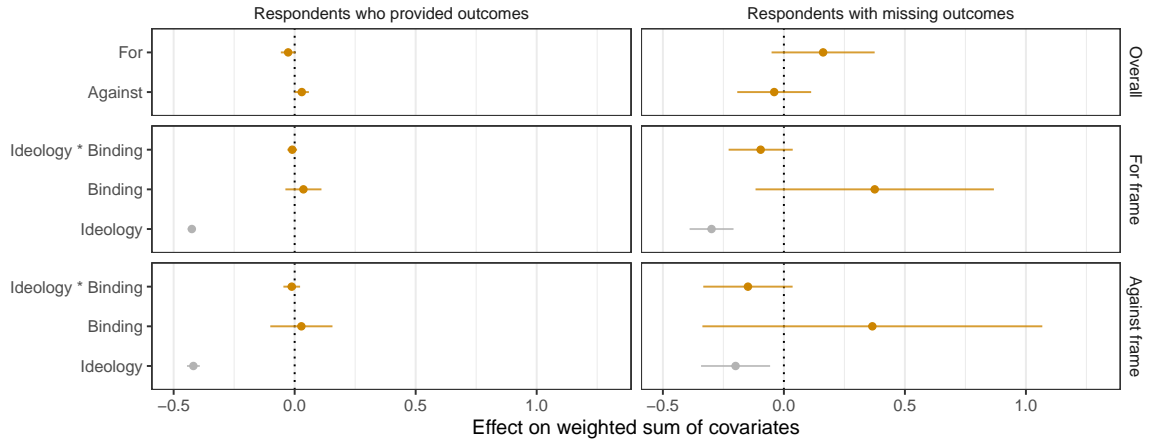 Respondents who provided outcomes
Respondents with missing outcomes
For
Against
Overall
Ideology * Binding
Binding
Ideology
For frame
Ideology * Binding
Binding
Ideology
Against frame
−0.5 0.0 0.5 1.0
−0.5 0.0 0.5 1.0
Effect on weighted sum of covariates